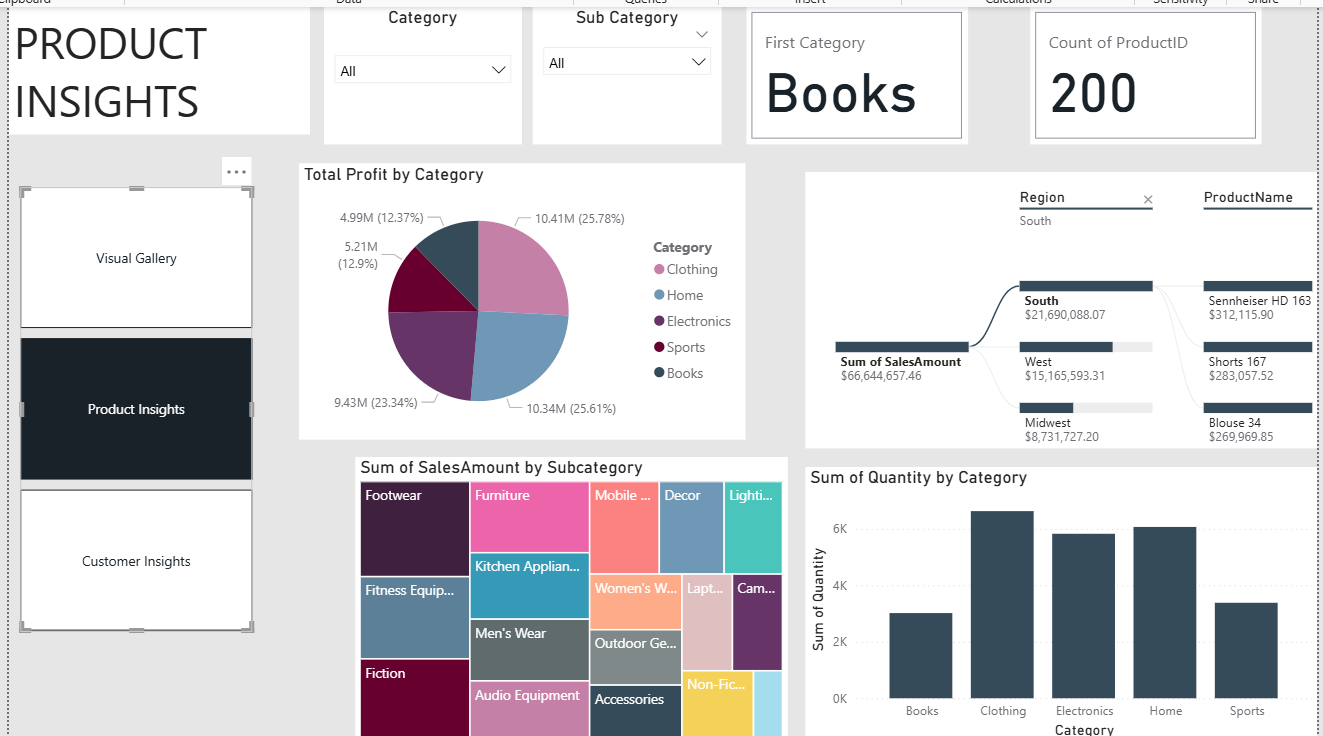 Clipboard
Data
Queries
Insert
Calculations
Sensitivity
Share
PRODUCT
INSIGHTS
Category
All
Sub Category
All
First Category
Books
Count of ProductID
200
Visual Gallery
Product Insights
Customer Insights
Total Profit by Category
4.99M (12.37%)
10.41M (25.78%)
5.21M
(12.9%)
9.43M (23.34%)
10.34M (25.61%)
Category
Clothing
Home
Electronics
Sports
Books
Region
South
ProductName
Sum of SalesAmount
$66,644,657.46
South
$21,690,088.07
West
$15,165,593.31
Midwest
$8,731,727.20
Sennheiser HD 163
$312,115.90
Shorts 167
$283,057.52
Blouse 34
$269,969.85
Sum of SalesAmount by Subcategory
Footwear
Furniture
Mobile ...
Decor
Lighti...
Kitchen Applian...
Fitness Equip...
Women's W...
Lapt...
Cam...
Men's Wear
Outdoor Ge...
Fiction
Non-Fic...
Audio Equipment
Accessories
Sum of Quantity by Category
Sum of Quantity
6K
4K
2K
0K
Books
Clothing
Electronics
Home
Sports
Category